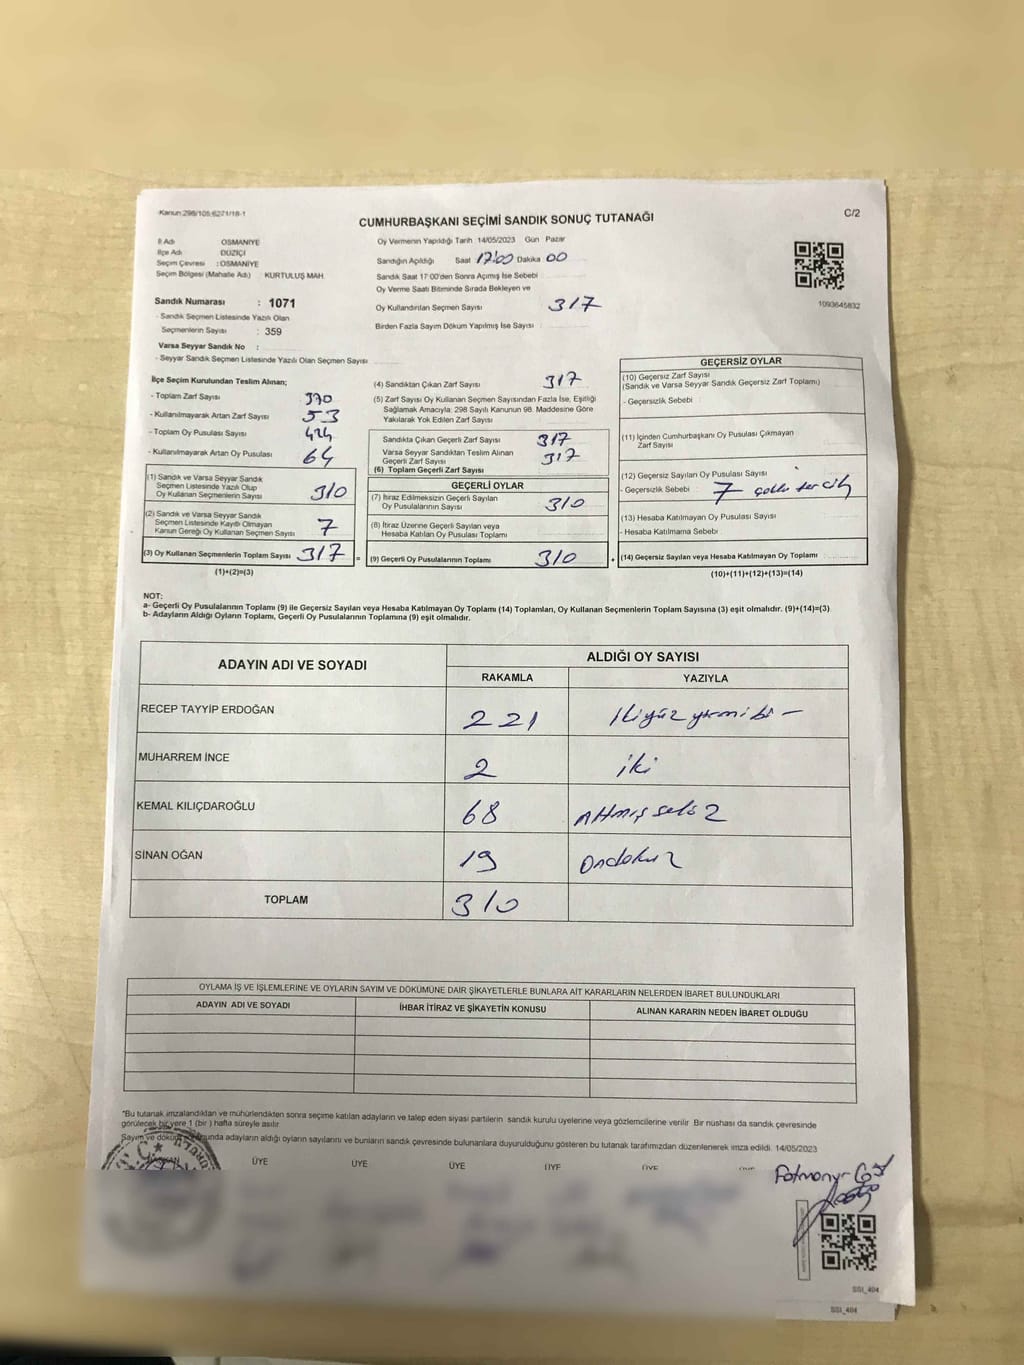 Kanun:298/105;6271/18-1
CUMHURBAŞKANI SEÇİMİ SANDIK SONUÇ TUTANAĞI
C/2
İl Adı OSMANİYE
İlçe Adı DÜZİÇİ
Seçim Çevresi :OSMANİYE
Seçim Bölgesi (Mahalle Adı) KURTULUŞ MAH.
Oy Vermenin Yapıldığı Tarih 14/05/2023 Gün Pazar
Sandığın Açıldığı Saat 17:00 Dakika 00
Sandık Saat 17:00'den Sonra Açımış İse Sebebi
Oy Verme Saati Bitiminde Sırada Bekleyen ve
Oy Kullandırılan Seçmen Sayısı 317
Birden Fazla Sayım Döküm Yapılmış İse Sayısı
1093645832
Sandık Numarası : 1071
- Sandık Seçmen Listesinde Yazılı Olan
Seçmenlerin Sayısı : 359
Varsa Seyyar Sandık No :
- Seyyar Sandık Seçmen Listesinde Yazılı Olan Seçmen Sayısı
İlçe Seçim Kurulundan Teslim Alınan;
- Toplam Zarf Sayısı 370
- Kullanılmayarak Artan Zarf Sayısı 53
- Toplam Oy Pusulası Sayısı 424
- Kullanılmayarak Artan Oy Pusulası 64
(1) Sandık ve Varsa Seyyar Sandık
Seçmen Listesinde Yazılı Olup
Oy Kullanan Seçmenlerin Sayısı 310
(2) Sandık ve Varsa Seyyar Sandık
Seçmen Listesinde Kayıtlı Olmayan
Kanun Gereği Oy Kullanan Seçmen Sayısı 7
(3) Oy Kullanan Seçmenlerin Toplam Sayısı 317 =
(1)+(2)=(3)
(4) Sandıktan Çıkan Zarf Sayısı 317
(5) Zarf Sayısı Oy Kullanan Seçmen Sayısından Fazla İse, Eşitliği
Sağlamak Amacıyla; 298 Sayılı Kanunun 98. Maddesine Göre
Yakılarak Yok Edilen Zarf Sayısı
Sandıkta Çıkan Geçerli Zarf Sayısı 317
Varsa Seyyar Sandıktan Teslim Alınan
Geçerli Zarf Sayısı 317
(6) Toplam Geçerli Zarf Sayısı
GEÇERLİ OYLAR
(7) İtiraz Edilmeksizin Geçerli Sayılan
Oy Pusulalarının Sayısı 310
(8) İtiraz Üzerine Geçerli Sayılan veya
Hesaba Katılan Oy Pusulası Toplamı
(9) Geçerli Oy Pusulalarının Toplamı 310 +
GEÇERSİZ OYLAR
(10) Geçersiz Zarf Sayısı
(Sandık ve Varsa Seyyar Sandık Geçersiz Zarf Toplamı)
- Geçersizlik Sebebi
(11) İçinden Cumhurbaşkanı Oy Pusulası Çıkmayan
Zarf Sayısı
(12) Geçersiz Sayılan Oy Pusulası Sayısı
- Geçersizlik Sebebi 7 çoklu tercih
(13) Hesaba Katılmayan Oy Pusulası Sayısı
- Hesaba Katılmama Sebebi
(14) Geçersiz Sayılan veya Hesaba Katılmayan Oy Toplamı
(10)+(11)+(12)+(13)=(14)
NOT:
a- Geçerli Oy Pusulalarının Toplamı (9) ile Geçersiz Sayılan veya Hesaba Katılmayan Oy Toplamı (14) Toplamları, Oy Kullanan Seçmenlerin Toplam Sayısına (3) eşit olmalıdır. (9)+(14)=(3)
b- Adayların Aldığı Oyların Toplamı, Geçerli Oy Pusulalarının Toplamına (9) eşit olmalıdır.
ADAYIN ADI VE SOYADI
ALDIĞI OY SAYISI
RAKAMLA
YAZIYLA
RECEP TAYYİP ERDOĞAN 221 İkiyüz yirmi bi-
MUHARREM İNCE 2 iki
KEMAL KILIÇDAROĞLU 68 Altmış sekiz
SİNAN OĞAN 19 Ondokuz
TOPLAM 310
OYLAMA İŞ VE İŞLEMLERİNE VE OYLARIN SAYIM VE DÖKÜMÜNE DAİR ŞİKAYETLERLE BUNLARA AİT KARARLARIN NELERDEN İBARET BULUNDUKLARI
ADAYIN ADI VE SOYADI
İHBAR İTİRAZ VE ŞİKAYETİN KONUSU
ALINAN KARARIN NEDEN İBARET OLDUĞU
*Bu tutanak imzalandıktan ve mühürlendikten sonra seçime katılan adayların ve talep eden siyasi partilerin sandık kurulu üyelerine veya gözlemcilerine verilir. Bir nüshası da sandık çevresinde
görülecek bir yere 1 (bir ) hafta süreyle asılır.
Sayım ve döküm sonunda adayların aldığı oyların sayılarını ve bunların sandık çevresinde bulunanlara duyurulduğunu gösteren bu tutanak tarafımızdan düzenlenerek imza edildi. 14/05/2023
ÜYE ÜYE ÜYE ÜYE ÜYE
SSI_404
SSI_404